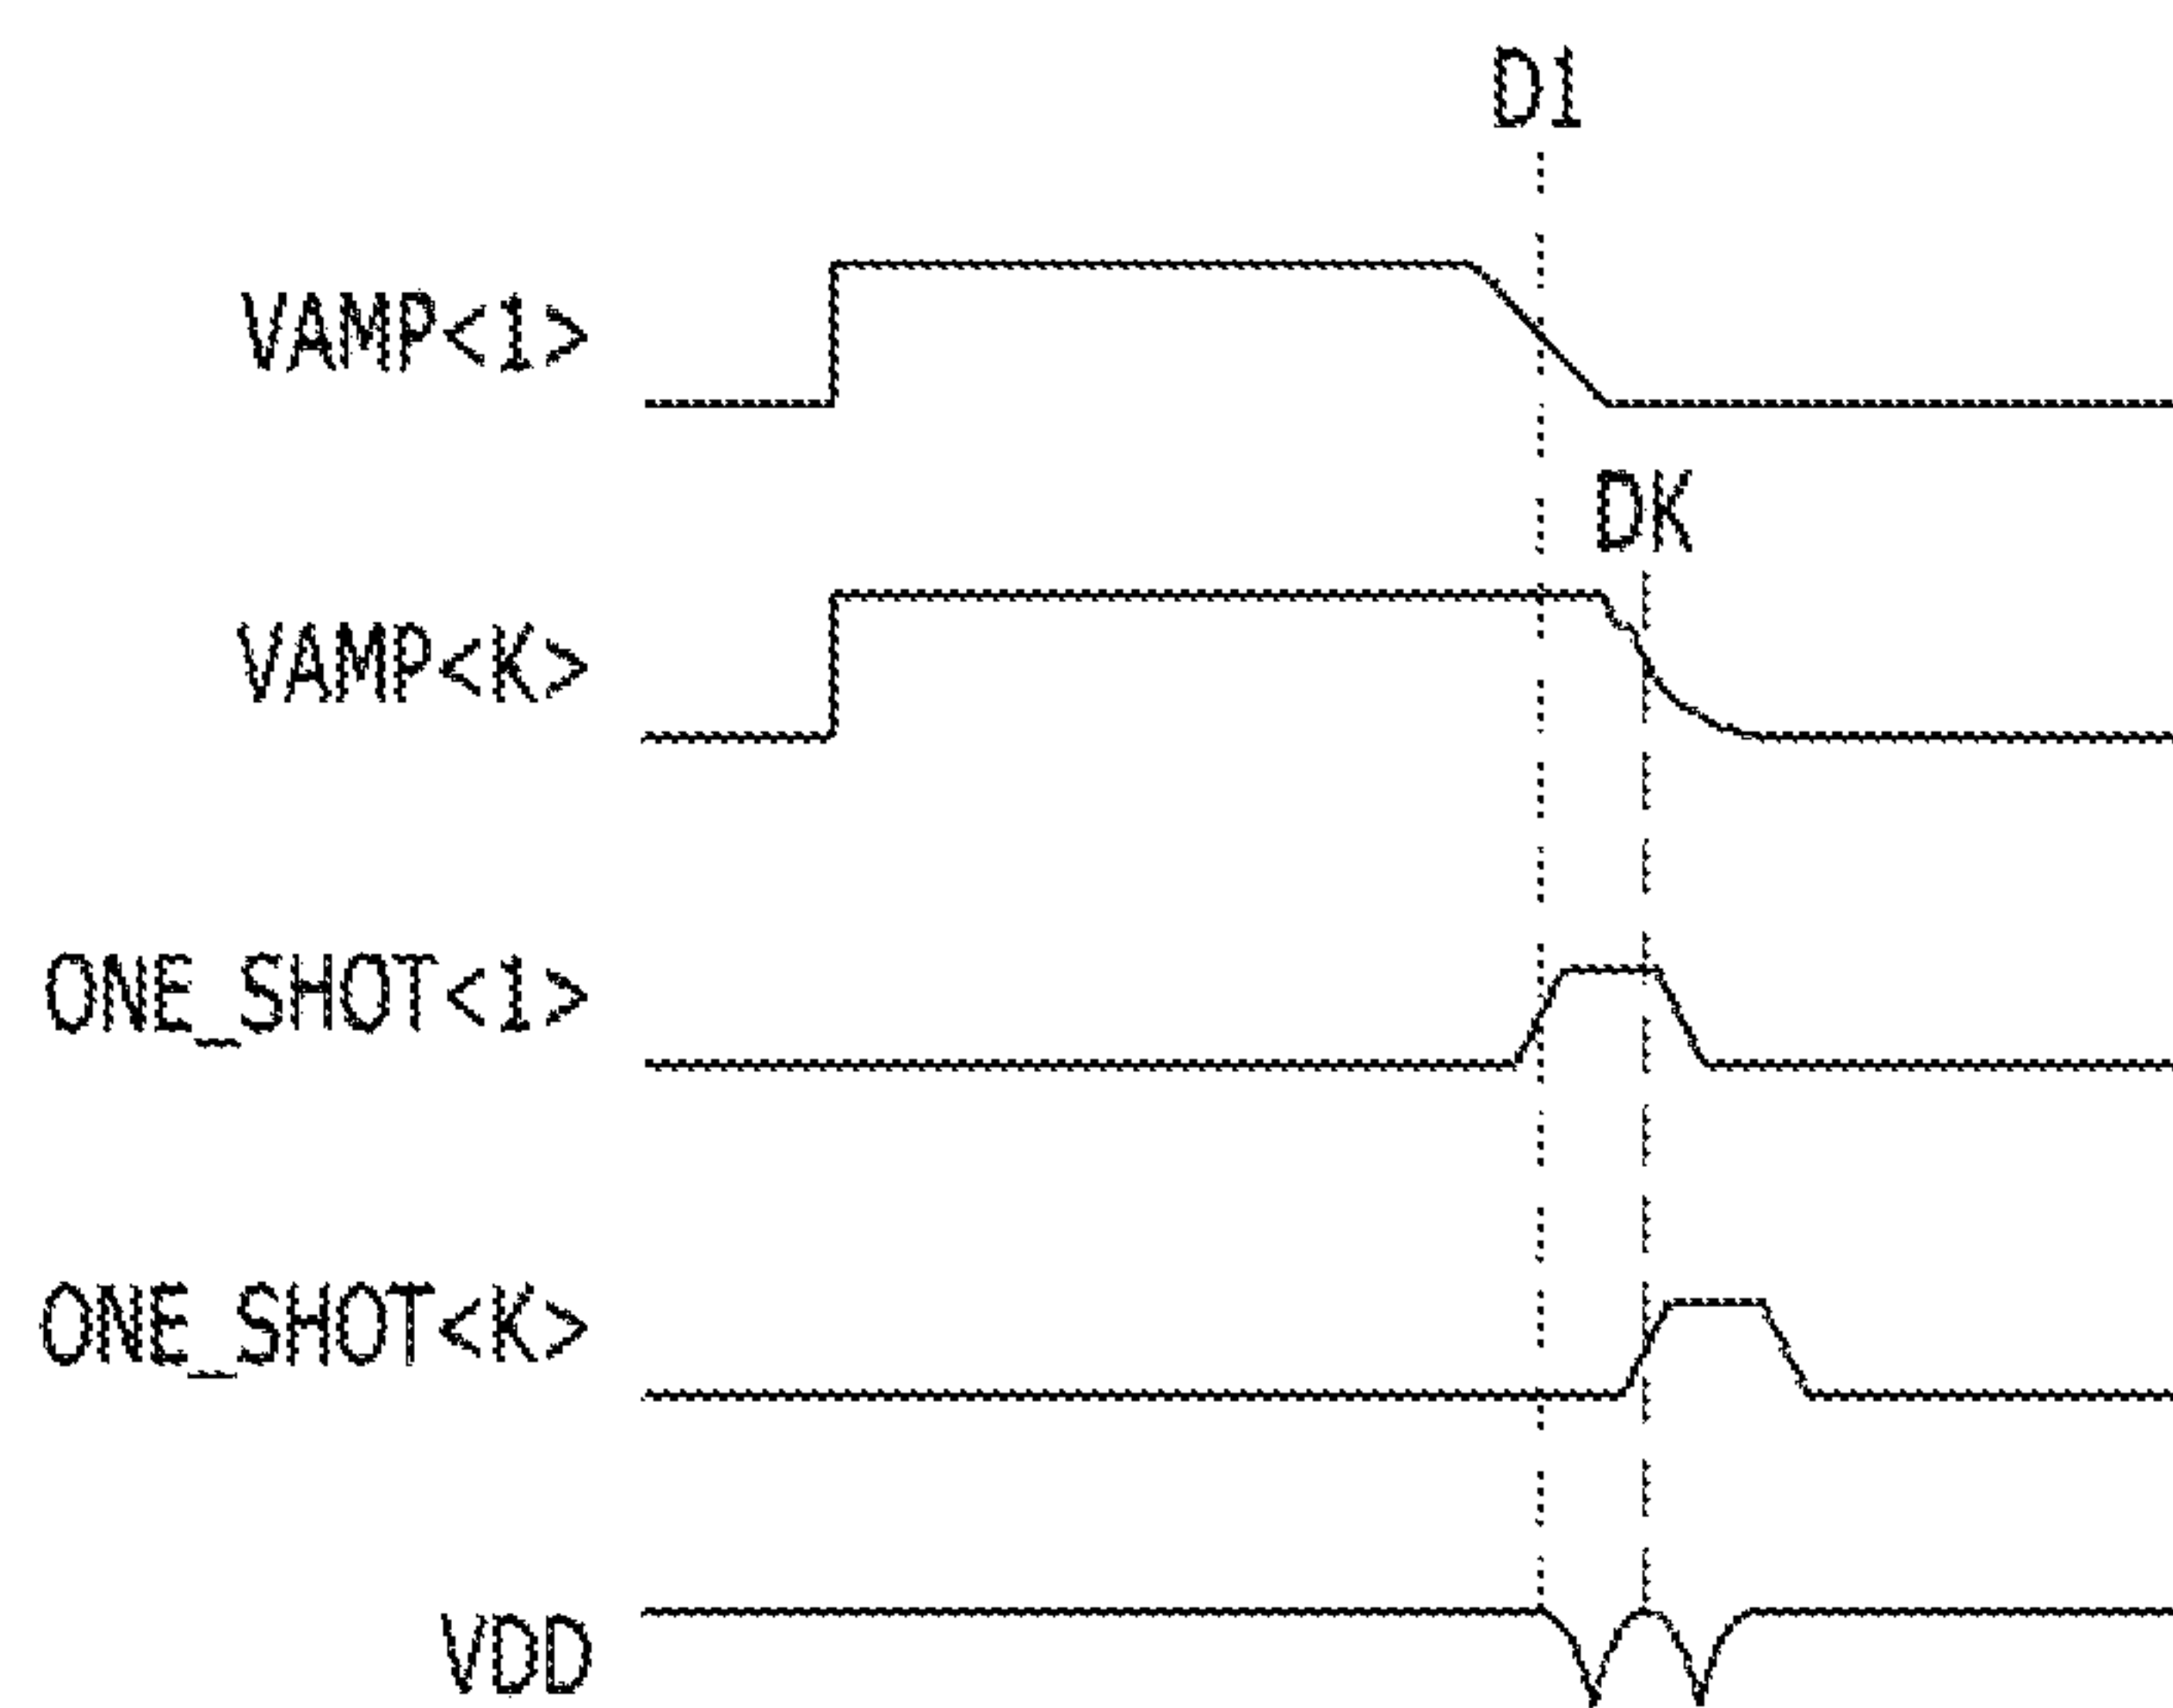 D1
VAMP<1>
DK
VAMP<K>
ONE_SHOT<1>
ONE_SHOT<K>
VDD